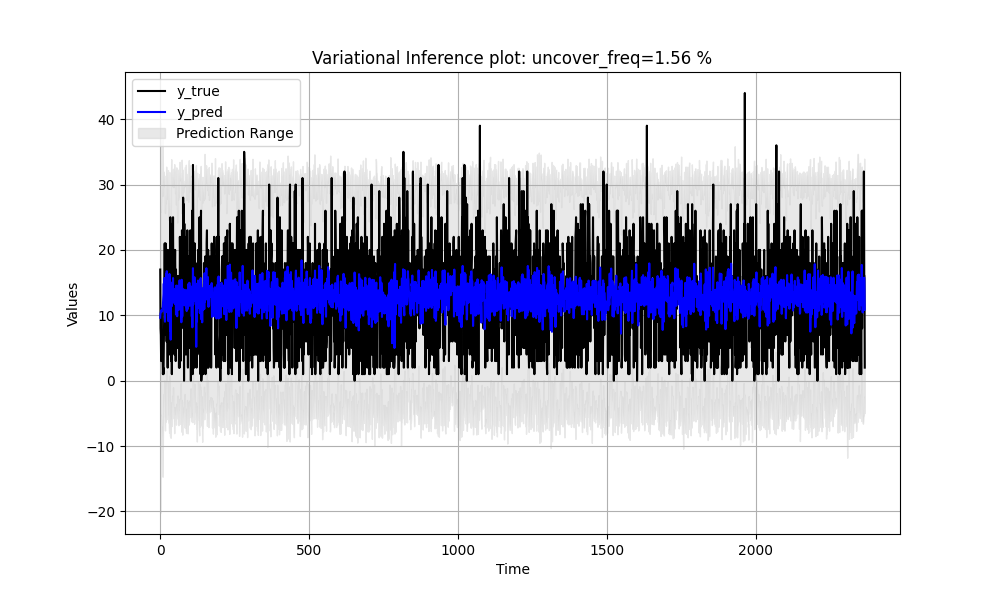 Variational Inference plot: uncover_freq=1.56 %
y_true
y_pred
Prediction Range
40
30
20
10
0
−10
−20
Values
0
500
1000
1500
2000
Time